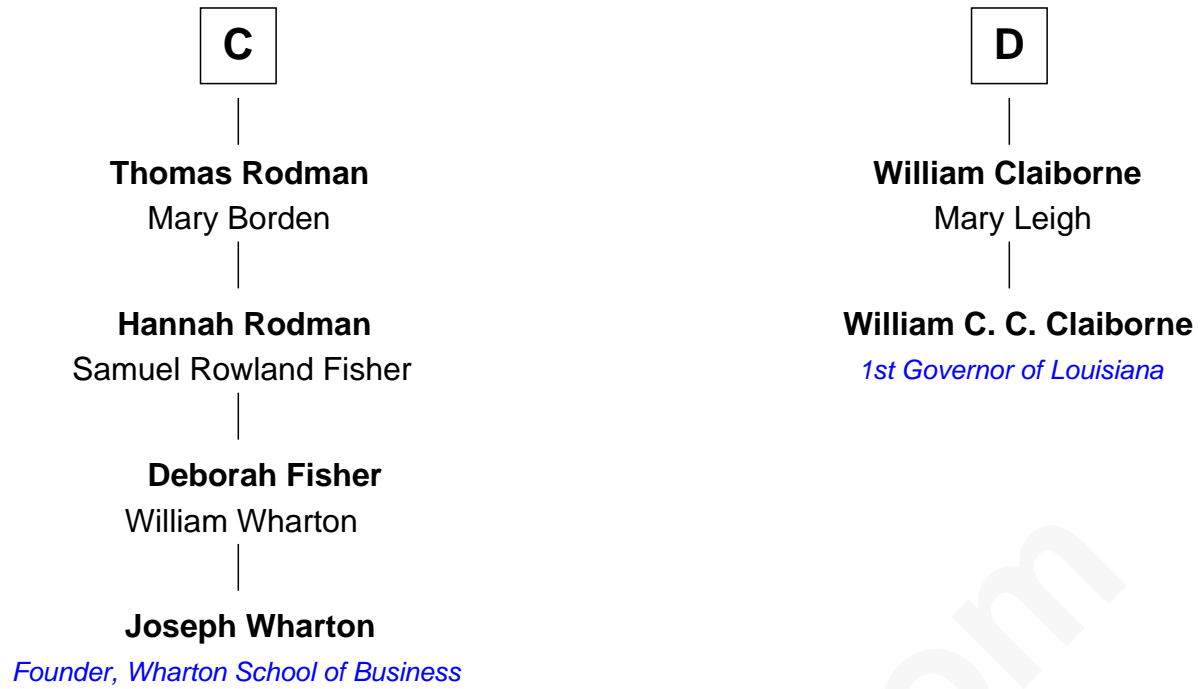 C
Thomas Rodman
Mary Borden
Hannah Rodman
Samuel Rowland Fisher
Deborah Fisher
William Wharton
Joseph Wharton
Founder, Wharton School of Business
D
William Claiborne
Mary Leigh
William C. C. Claiborne
1st Governor of Louisiana
om